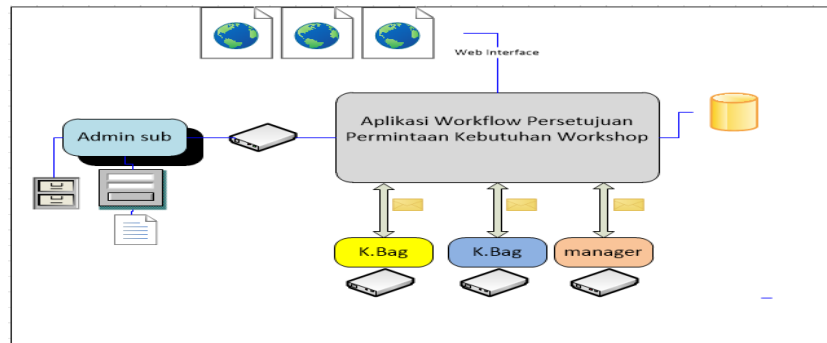 Web Interface
Aplikasi Workflow Persetujuan
Permintaan Kebutuhan Workshop
Admin sub
K.Bag
K.Bag
manager